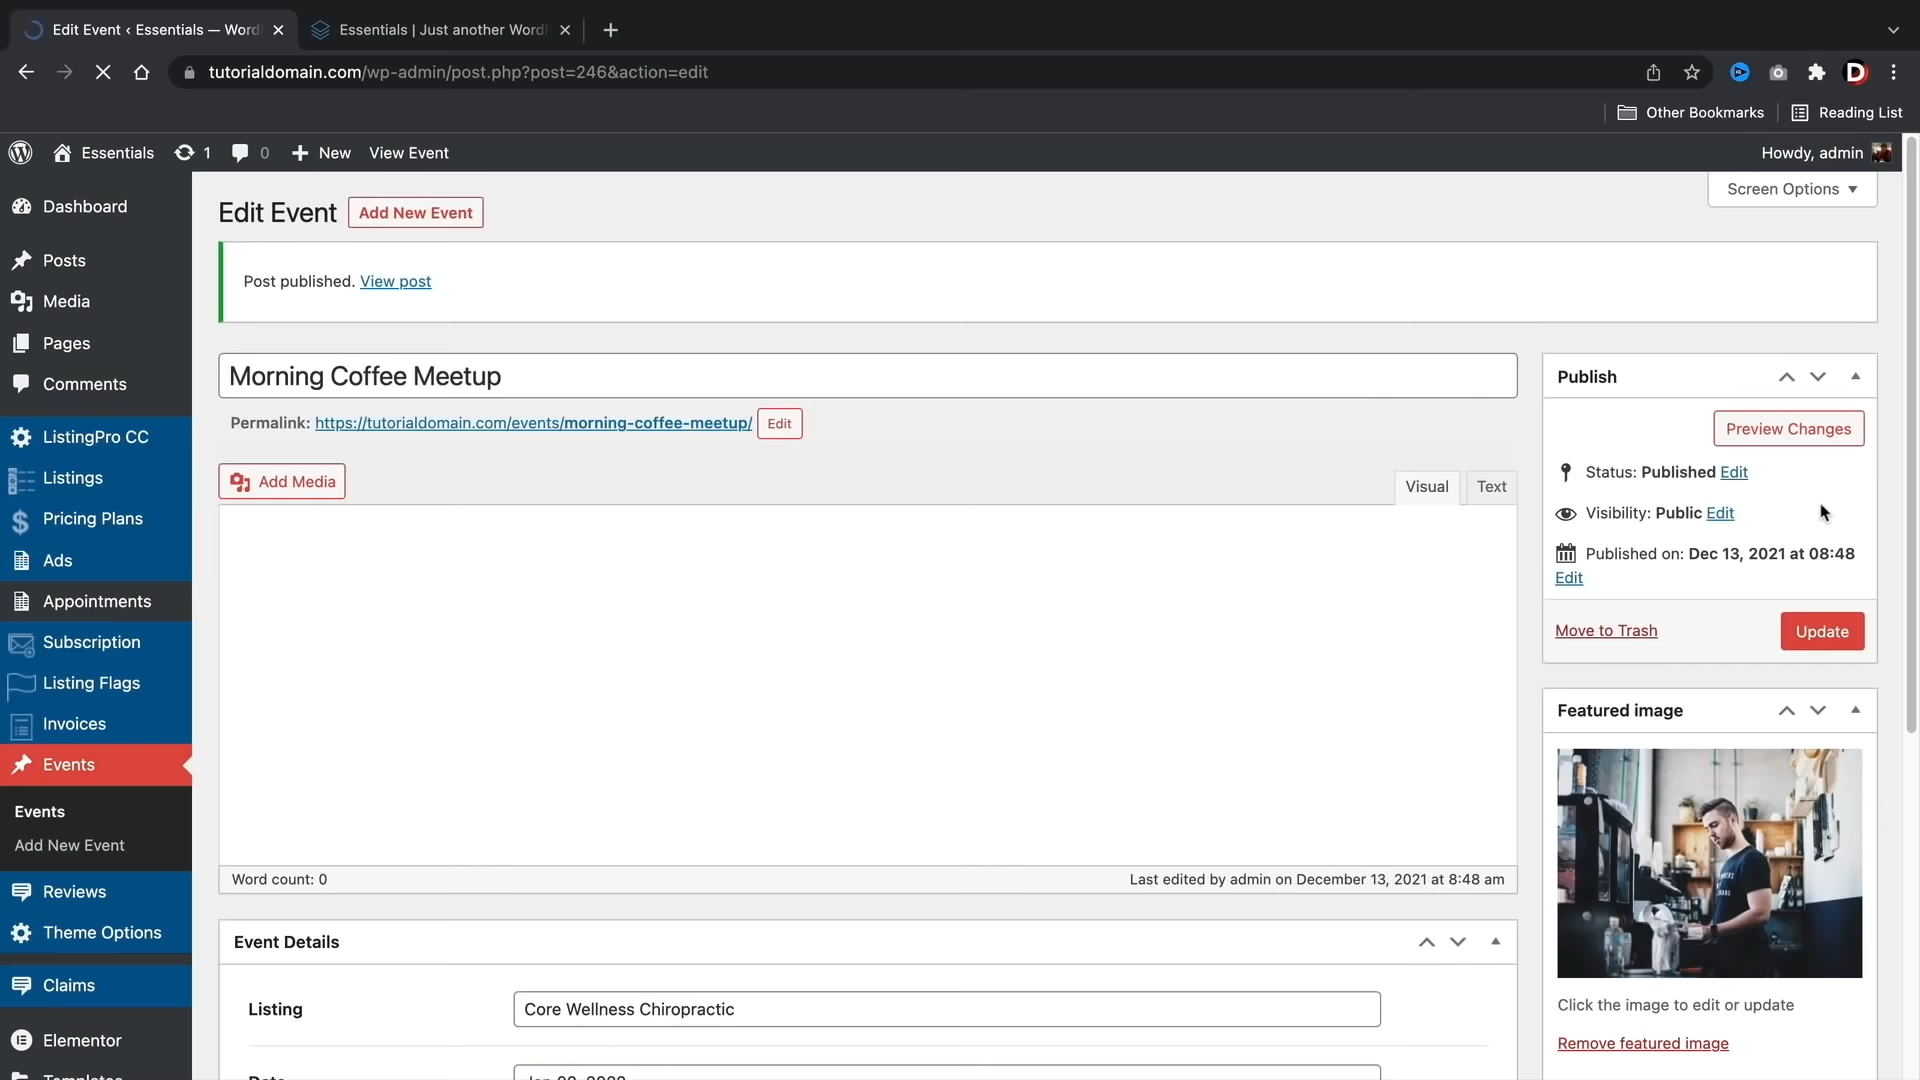 Edit Event ‹ Essentials — Word
Essentials | Just another Word
tutorialdomain.com/wp-admin/post.php?post=246&action=edit
Other Bookmarks
Reading List
Essentials
1
0
New
View Event
Howdy, admin
Dashboard
Posts
Media
Pages
Comments
ListingPro CC
Listings
Pricing Plans
Ads
Appointments
Subscription
Listing Flags
Invoices
Events
Events
Add New Event
Reviews
Theme Options
Claims
Elementor
Templates
Screen Options
Edit Event
Add New Event
Post published. View post
Morning Coffee Meetup
Permalink: https://tutorialdomain.com/events/morning-coffee-meetup/ Edit
Add Media
Visual
Text
Word count: 0
Last edited by admin on December 13, 2021 at 8:48 am
Event Details
Listing
Core Wellness Chiropractic
Date
Publish
Preview Changes
Status: Published Edit
Visibility: Public Edit
Published on: Dec 13, 2021 at 08:48
Edit
Move to Trash
Update
Featured image
Click the image to edit or update
Remove featured image